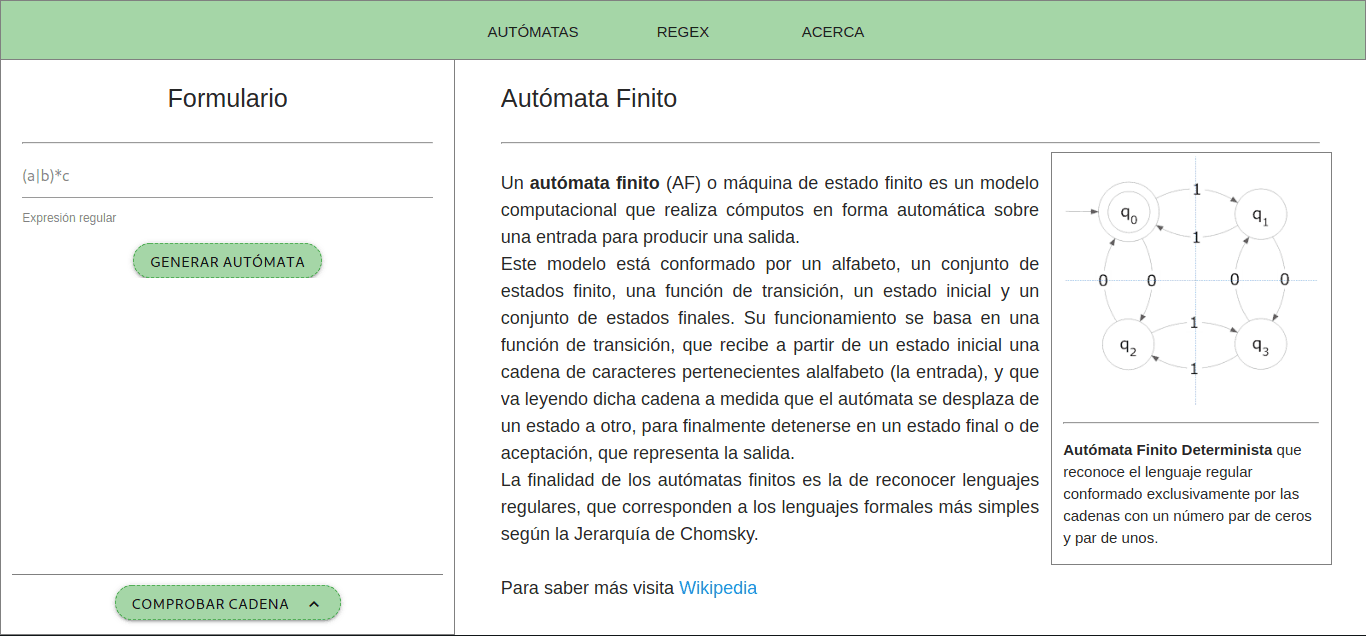 AUTÓMATAS
REGEX
ACERCA
Formulario
(a|b)*c
Expresión regular
GENERAR AUTÓMATA
COMPROBAR CADENA
Autómata Finito
Un autómata finito (AF) o máquina de estado finito es un modelo
computacional que realiza cómputos en forma automática sobre
una entrada para producir una salida.
Este modelo está conformado por un alfabeto, un conjunto de
estados finito, una función de transición, un estado inicial y un
conjunto de estados finales. Su funcionamiento se basa en una
función de transición, que recibe a partir de un estado inicial una
cadena de caracteres pertenecientes alalfabeto (la entrada), y que
va leyendo dicha cadena a medida que el autómata se desplaza de
un estado a otro, para finalmente detenerse en un estado final o de
aceptación, que representa la salida.
La finalidad de los autómatas finitos es la de reconocer lenguajes
regulares, que corresponden a los lenguajes formales más simples
según la Jerarquía de Chomsky.
Para saber más visita Wikipedia
q0
1
q1
1
0
0
0
0
q2
1
q3
1
Autómata Finito Determinista que
reconoce el lenguaje regular
conformado exclusivamente por las
cadenas con un número par de ceros
y par de unos.